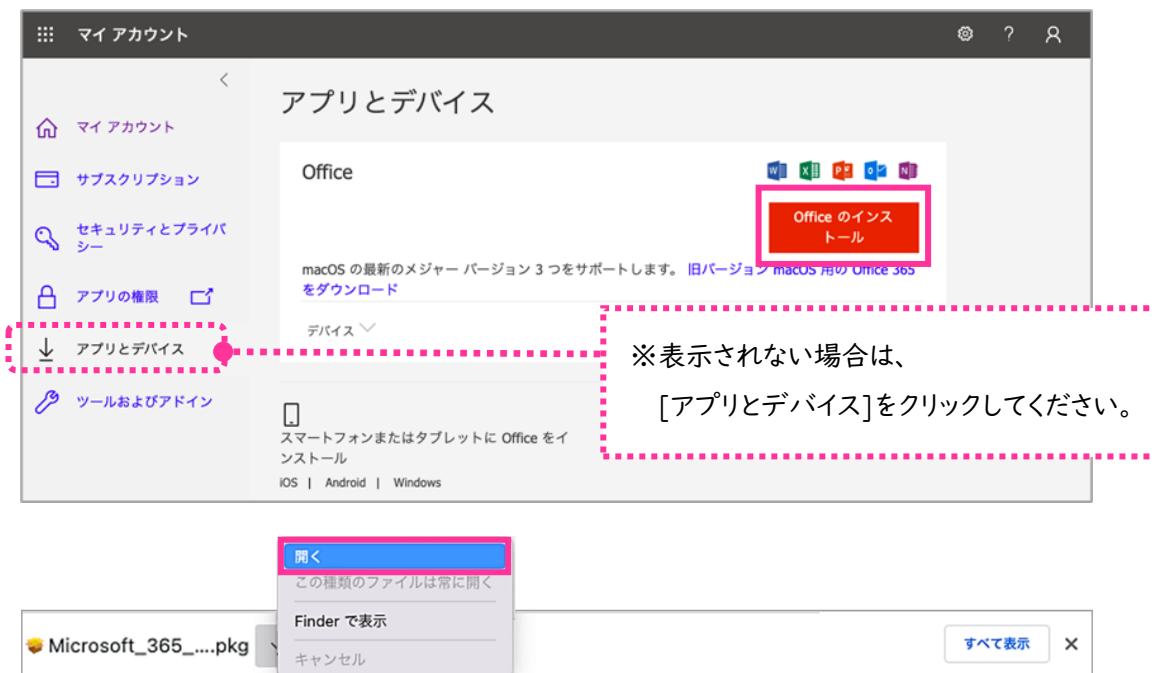 マイ アカウント
?
アプリとデバイス
マイ アカウント
サブスクリプション
セキュリティとプライバ
シー
アプリの権限
アプリとデバイス
ツールおよびアドイン
Office
Office のインス
トール
macOS の最新のメジャー バージョン 3 つをサポートします。 旧バージョン macOS 用の Office 365
をダウンロード
デバイス
※表示されない場合は、
[アプリとデバイス]をクリックしてください。
スマートフォンまたはタブレットに Office をイ
ンストール
iOS | Android | Windows
開く
この種類のファイルは常に開く
Finder で表示
キャンセル
Microsoft_365_....pkg
すべて表示